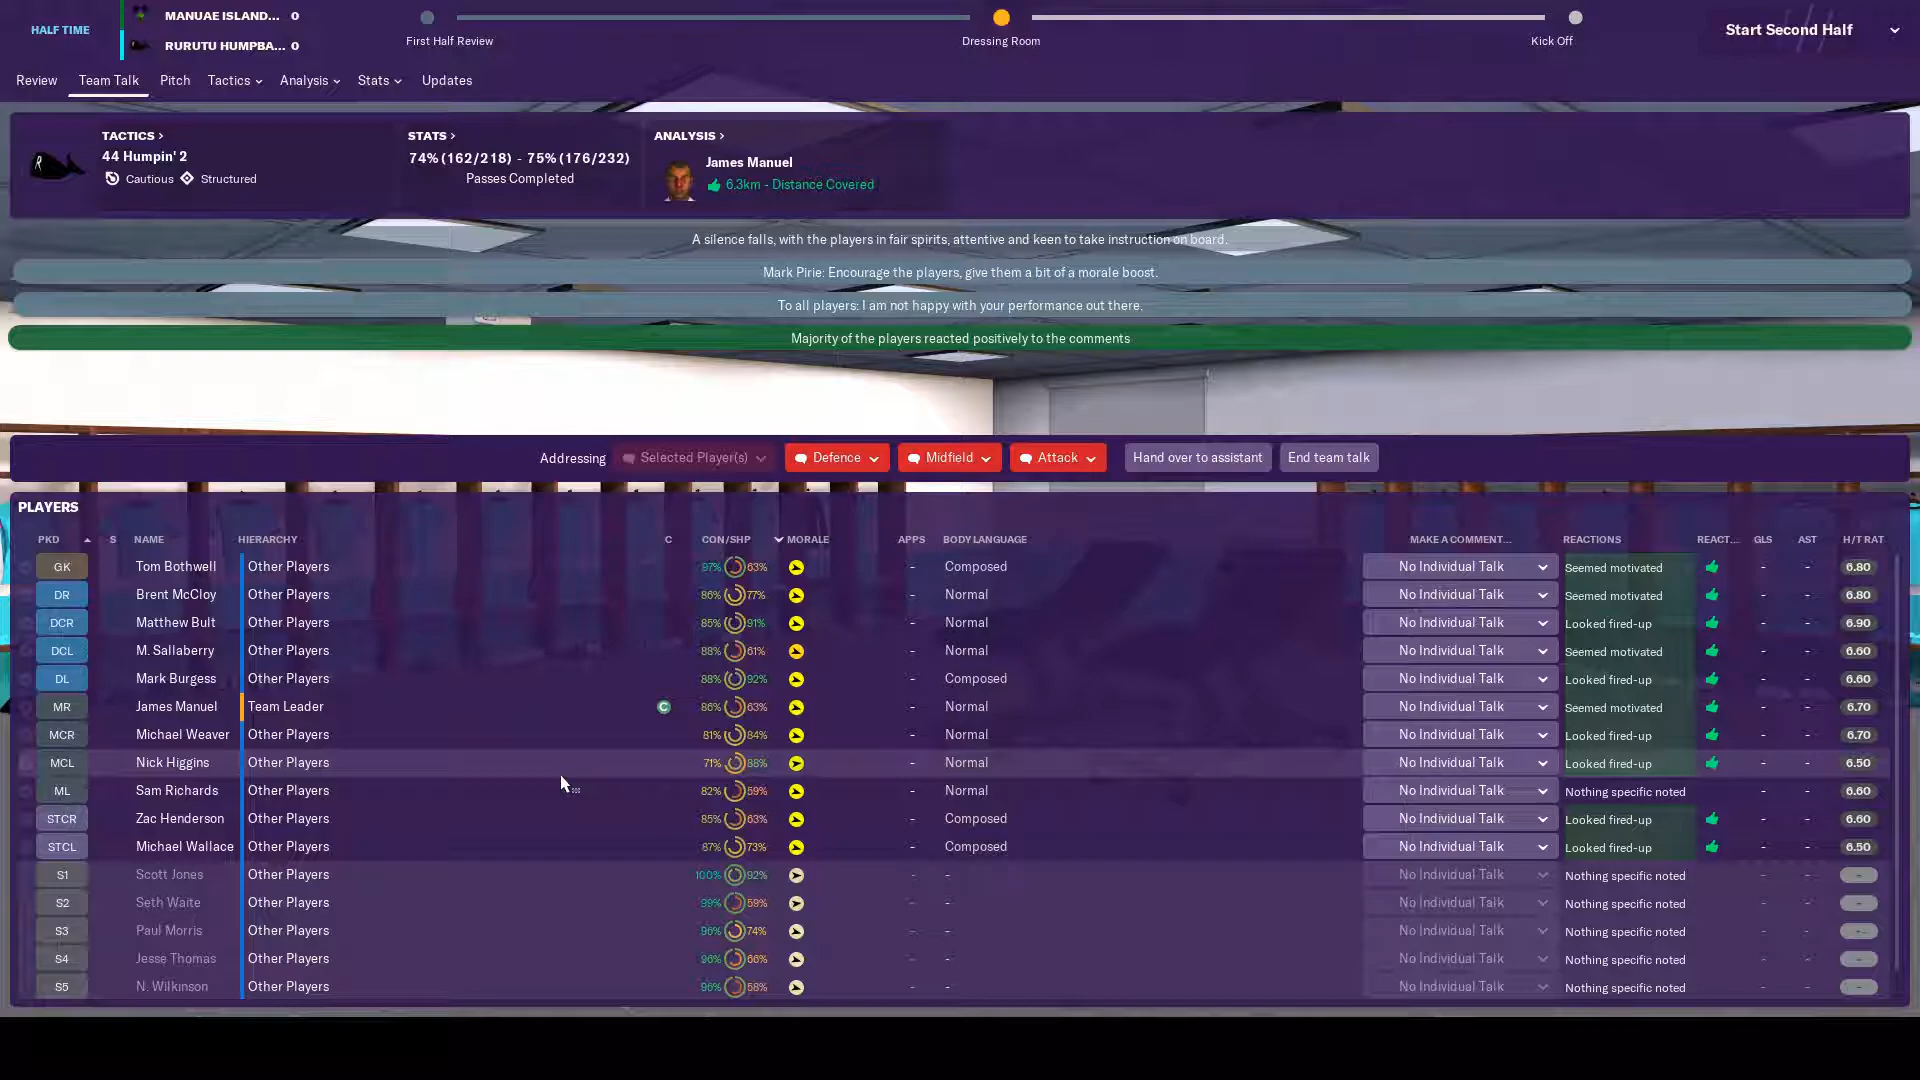 HALF TIME
MANUAE ISLAND... 0
RURUTU HUMPBA... 0
First Half Review
Dressing Room
Kick Off
Start Second Half
Review Team Talk Pitch Tactics Analysis Stats Updates
TACTICS >
44 Humpin' 2
Cautious Structured
STATS >
74% (162/218) - 75% (176/232)
Passes Completed
ANALYSIS >
James Manuel
6.3km - Distance Covered
A silence falls, with the players in fair spirits, attentive and keen to take instruction on board.
Mark Pirie: Encourage the players, give them a bit of a morale boost.
To all players: I am not happy with your performance out there.
Majority of the players reacted positively to the comments
Addressing Selected Player(s) Defence Midfield Attack Hand over to assistant End team talk
PLAYERS
PKD S NAME HIERARCHY C CON/SHP MORALE APPS BODY LANGUAGE MAKE A COMMENT... REACTIONS REACT... GLS AST H/T RAT
GK Tom Bothwell Other Players 97% 63% - Composed No Individual Talk Seemed motivated - - 6.80
DR Brent McCloy Other Players 86% 77% - Normal No Individual Talk Seemed motivated - - 6.80
DCR Matthew Bult Other Players 85% 91% - Normal No Individual Talk Looked fired-up - - 6.90
DCL M. Sallaberry Other Players 88% 61% - Normal No Individual Talk Seemed motivated - - 6.60
DL Mark Burgess Other Players 88% 92% - Composed No Individual Talk Looked fired-up - - 6.60
MR James Manuel Team Leader C 86% 63% - Normal No Individual Talk Seemed motivated - - 6.70
MCR Michael Weaver Other Players 81% 84% - Normal No Individual Talk Looked fired-up - - 6.70
MCL Nick Higgins Other Players 71% 88% - Normal No Individual Talk Looked fired-up - - 6.50
ML Sam Richards Other Players 82% 59% - Normal No Individual Talk Nothing specific noted - - 6.60
STCR Zac Henderson Other Players 85% 63% - Composed No Individual Talk Looked fired-up - - 6.60
STCL Michael Wallace Other Players 87% 73% - Composed No Individual Talk Looked fired-up - - 6.50
S1 Scott Jones Other Players 100% 92% - - No Individual Talk Nothing specific noted - - -
S2 Seth Waite Other Players 99% 59% - - No Individual Talk Nothing specific noted - - -
S3 Paul Morris Other Players 96% 74% - - No Individual Talk Nothing specific noted - - -
S4 Jesse Thomas Other Players 96% 66% - - No Individual Talk Nothing specific noted - - -
S5 N. Wilkinson Other Players 96% 58% - - No Individual Talk Nothing specific noted - - -